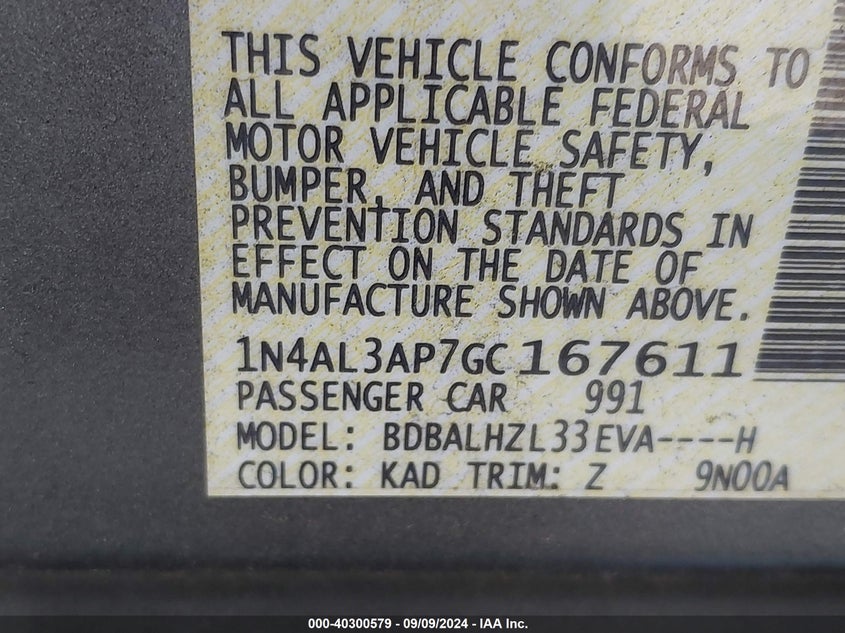 THIS VEHICLE CONFORMS TO
ALL APPLICABLE FEDERAL
MOTOR VEHICLE SAFETY,
BUMPER, AND THEFT
PREVENTION STANDARDS IN
EFFECT ON THE DATE OF
MANUFACTURE SHOWN ABOVE.
1N4AL3AP7GC167611
PASSENGER CAR 991
MODEL: BDBALHZL33EVA----H
COLOR: KAD TRIM: Z 9N00A
000-40300579 - 09/09/2024 - IAA Inc.